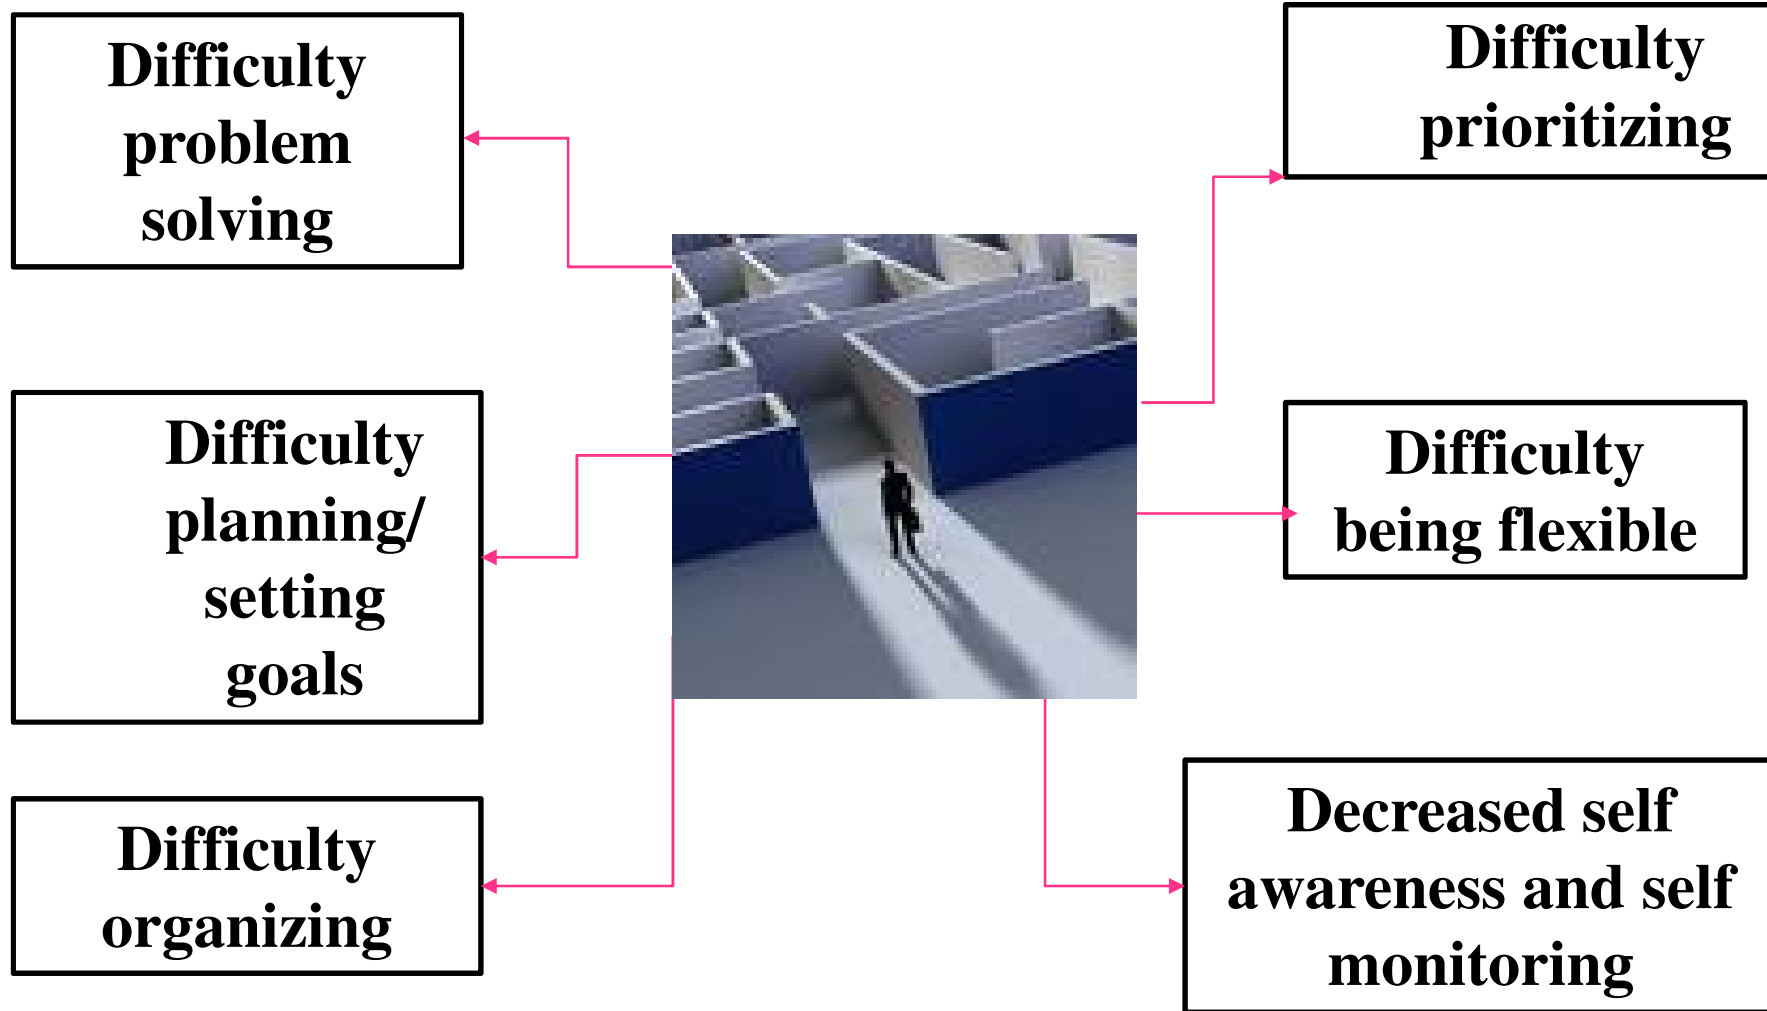 Difficulty
problem
solving
Difficulty
planning/
setting
goals
Difficulty
organizing
Difficulty
prioritizing
Difficulty
being flexible
Decreased self
awareness and self
monitoring